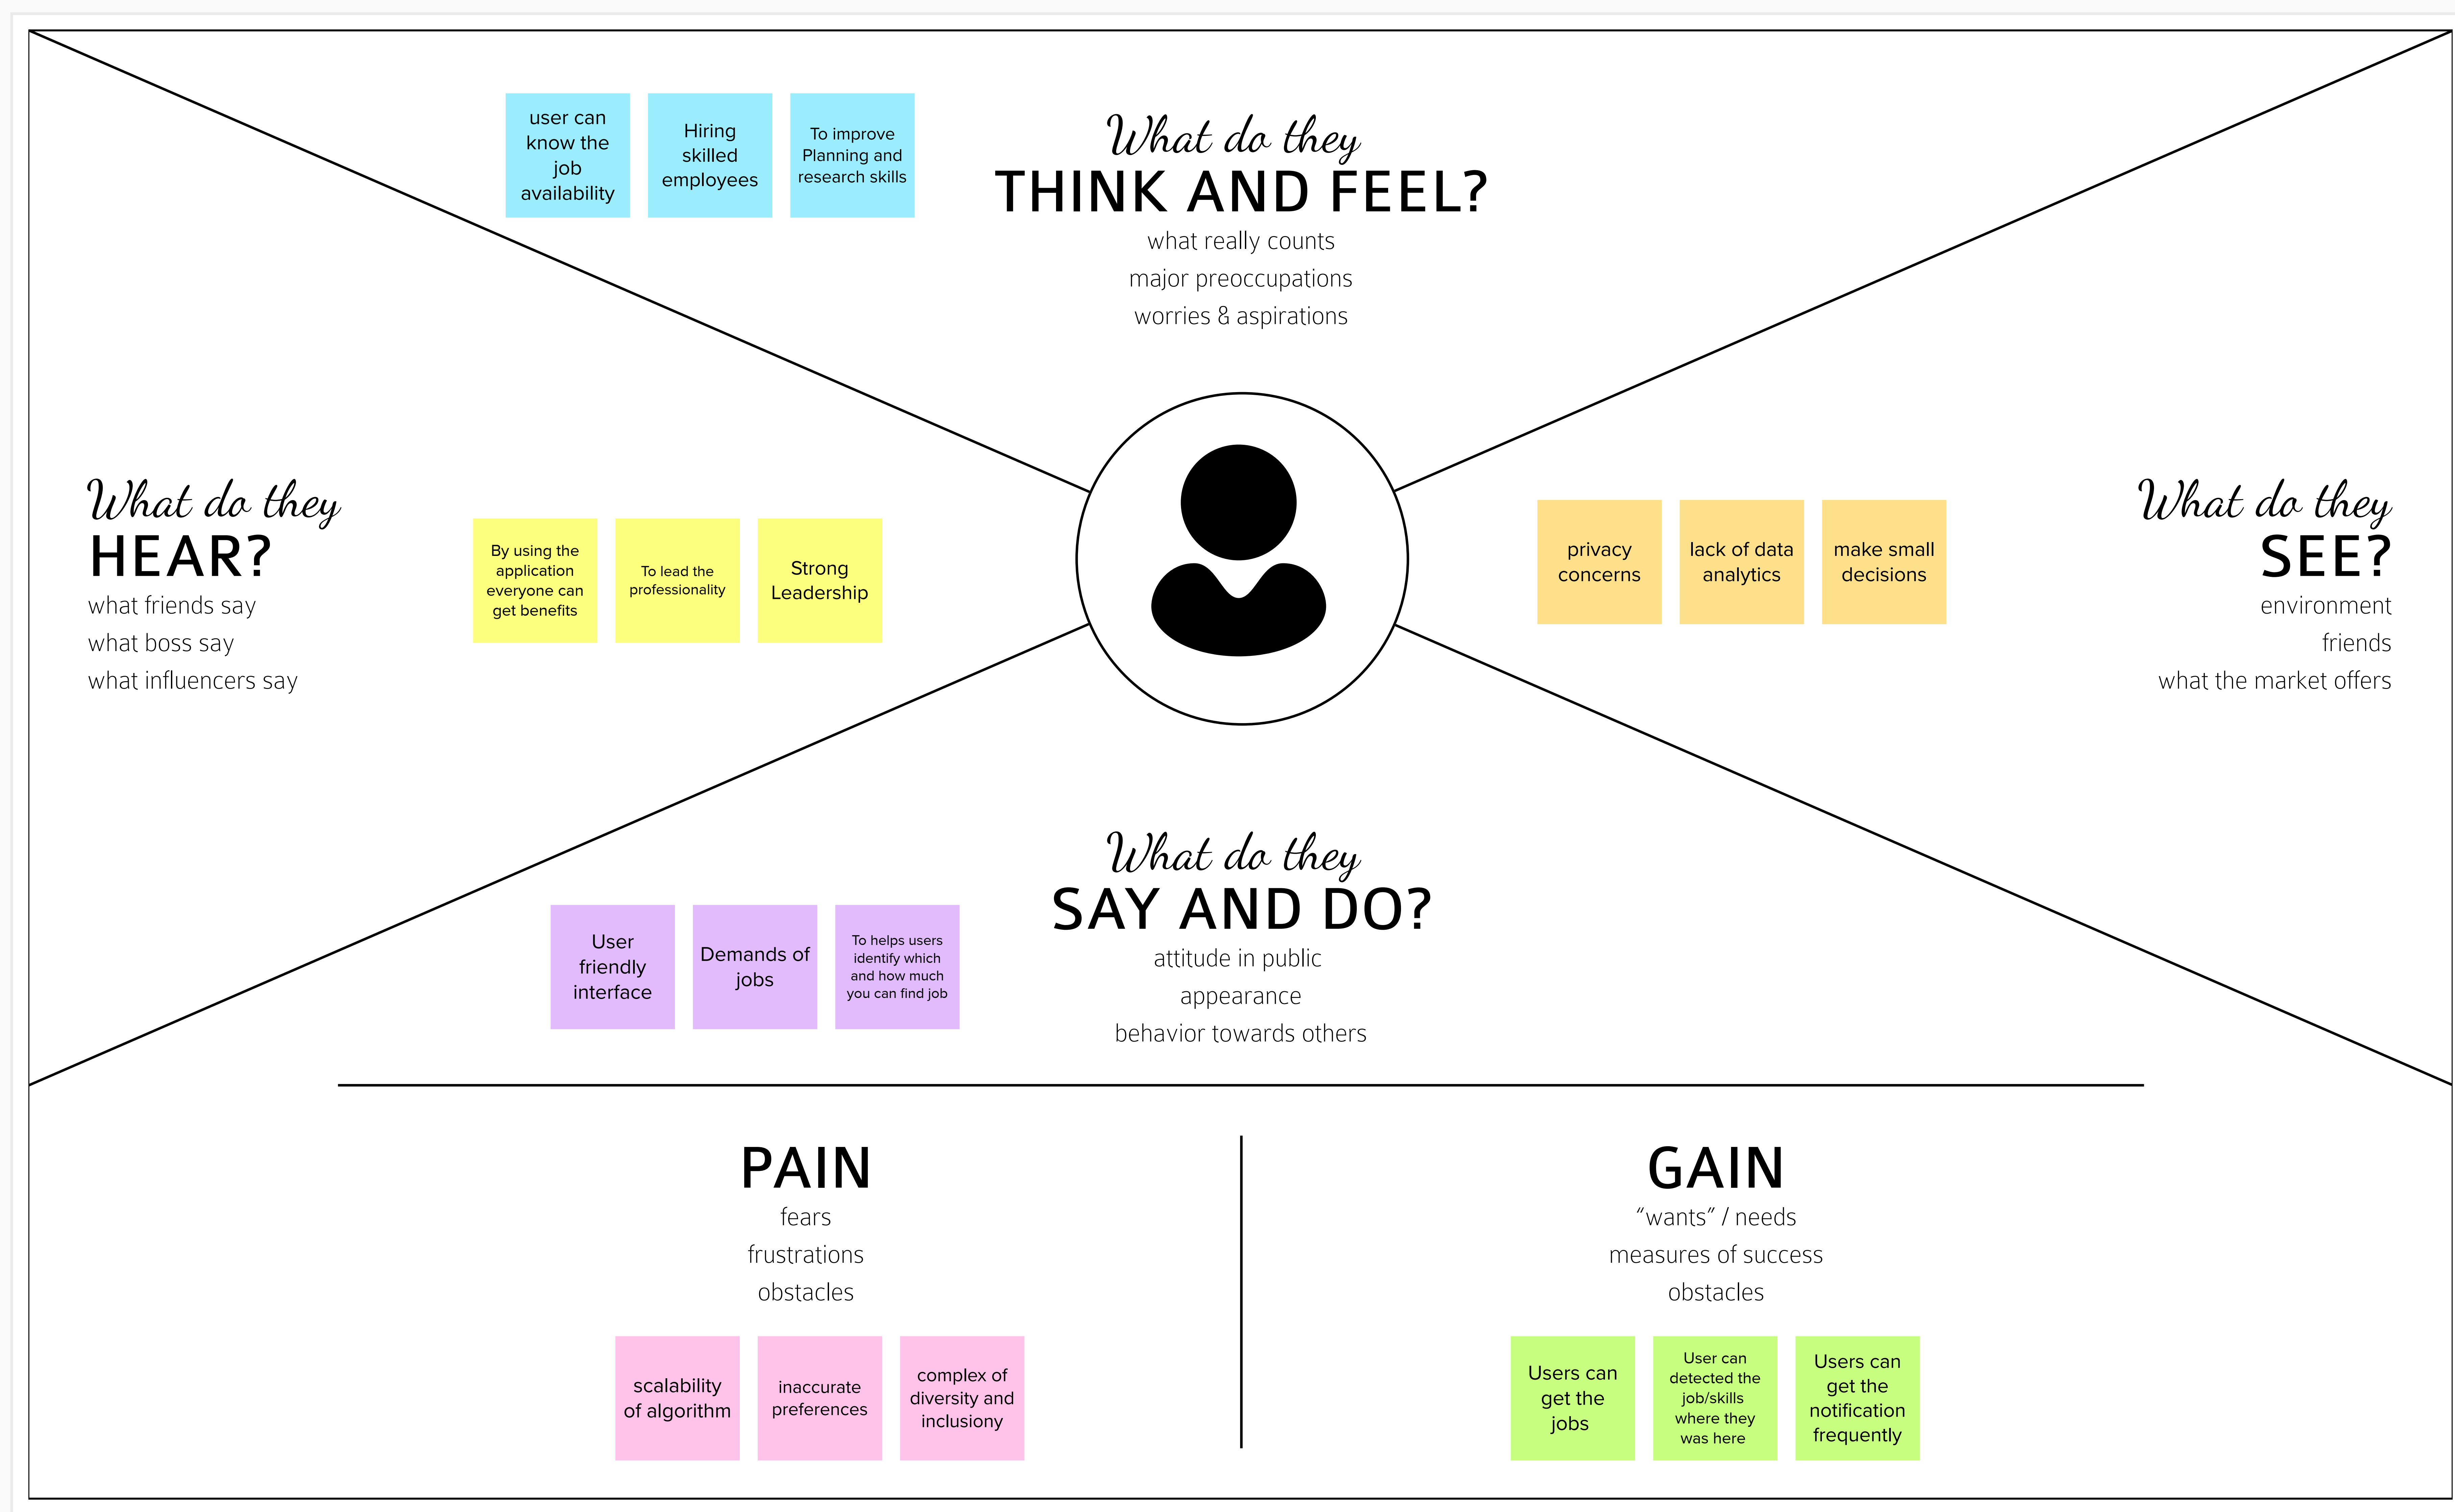 user can
know the
job
availability
Hiring
skilled
employees
To improve
Planning and
research skills
What do they
THINK AND FEEL?
what really counts
major preoccupations
worries & aspirations
What do they
HEAR?
what friends say
what boss say
what influencers say
By using the
application
everyone can
get benefits
To lead the
professionality
Strong
Leadership
privacy
concerns
lack of data
analytics
make small
decisions
What do they
SEE?
environment
friends
what the market offers
What do they
SAY AND DO?
attitude in public
appearance
behavior towards others
User
friendly
interface
Demands of
jobs
To helps users
identify which
and how much
you can find job
PAIN
fears
frustrations
obstacles
scalability
of algorithm
inaccurate
preferences
complex of
diversity and
inclusiony
GAIN
“wants” / needs
measures of success
obstacles
Users can
get the
jobs
User can
detected the
job/skills
where they
was here
Users can
get the
notification
frequently